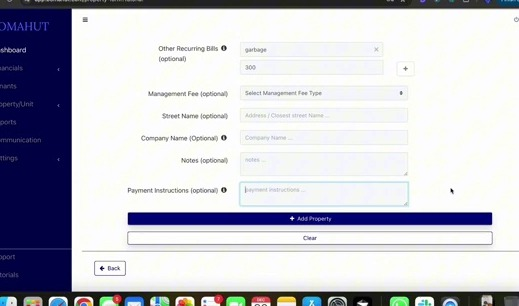 OMAHUT
shboard
Other Recurring Bills
(optional)
garbage
300
ancials
nants
operty/Unit
ports
mmunication
ttings
Management Fee (optional)
Select Management Fee Type
Street Name (optional)
Address / Closest street Name ...
Company Name (Optional)
Company Name ...
Notes (optional)
notes ...
Payment Instructions (optional)
payment instructions ...
+ Add Property
Clear
pport
Back
torials